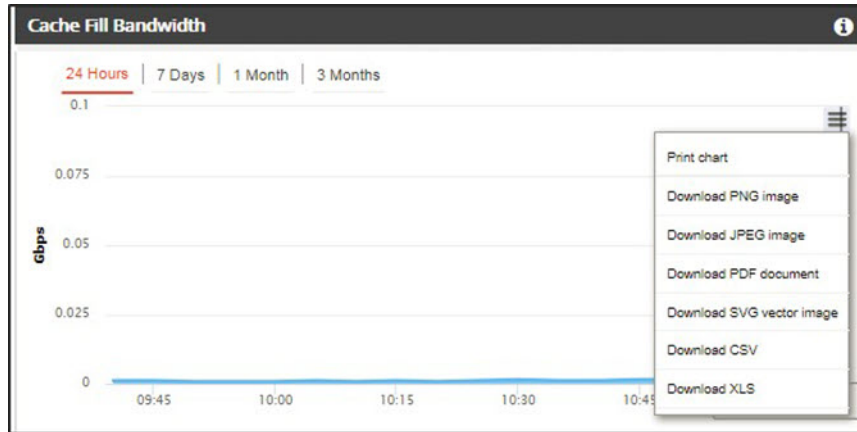 Cache Fill Bandwidth
24 Hours 7 Days 1 Month 3 Months
0.1
0.075
0.05
0.025
0
Gbps
09:45 10:00 10:15 10:30 10:45
Print chart
Download PNG image
Download JPEG image
Download PDF document
Download SVG vector image
Download CSV
Download XLS